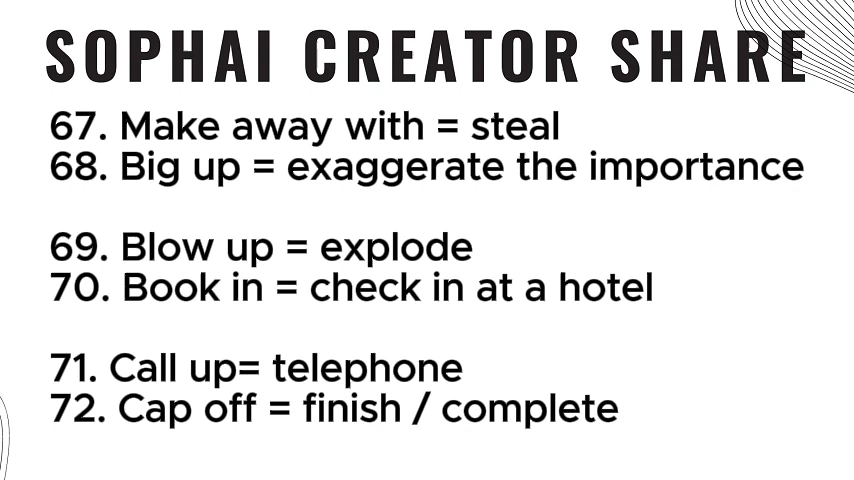 SOPHAI CREATOR SHARE
67. Make away with = steal
68. Big up = exaggerate the importance
69. Blow up = explode
70. Book in = check in at a hotel
71. Call up= telephone
72. Cap off = finish / complete